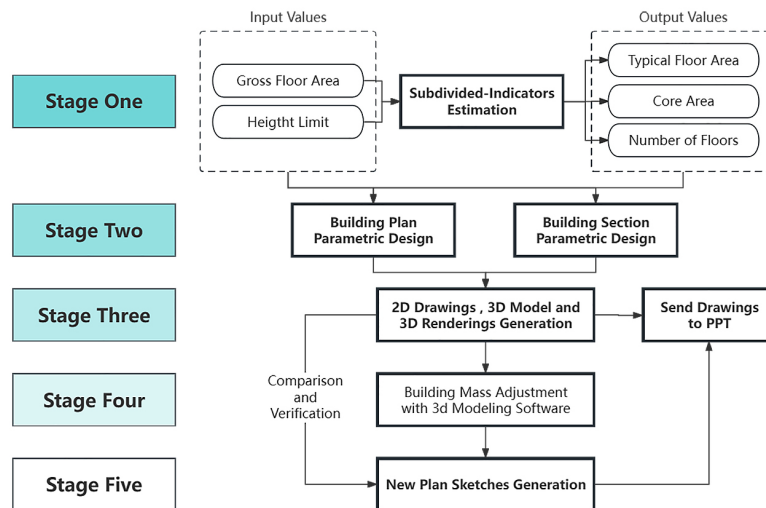 Input Values
Output Values
Stage One
Gross Floor Area
Heigtht Limit
Subdivided-Indicators
Estimation
Typical Floor Area
Core Area
Number of Floors
Stage Two
Building Plan
Parametric Design
Building Section
Parametric Design
Stage Three
2D Drawings , 3D Model and
3D Renderings Generation
Send Drawings
to PPT
Stage Four
Comparison
and
Verification
Building Mass Adjustment
with 3d Modeling Software
Stage Five
New Plan Sketches Generation